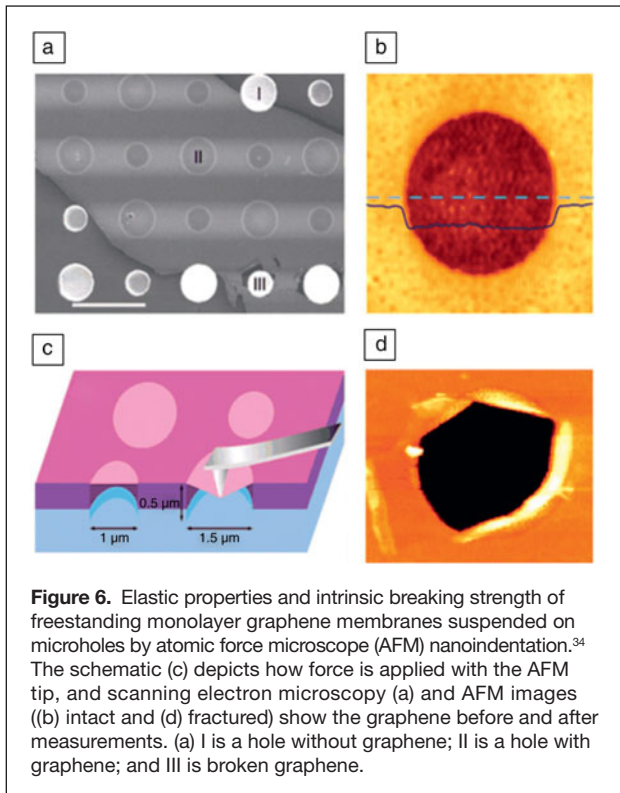 a
b
I
II
III
c
d
0.5 μm
1 μm
1.5 μm
Figure 6. Elastic properties and intrinsic breaking strength of
freestanding monolayer graphene membranes suspended on
microholes by atomic force microscope (AFM) nanoindentation.³⁴
The schematic (c) depicts how force is applied with the AFM
tip, and scanning electron microscopy (a) and AFM images
((b) intact and (d) fractured) show the graphene before and after
measurements. (a) I is a hole without graphene; II is a hole with
graphene; and III is broken graphene.